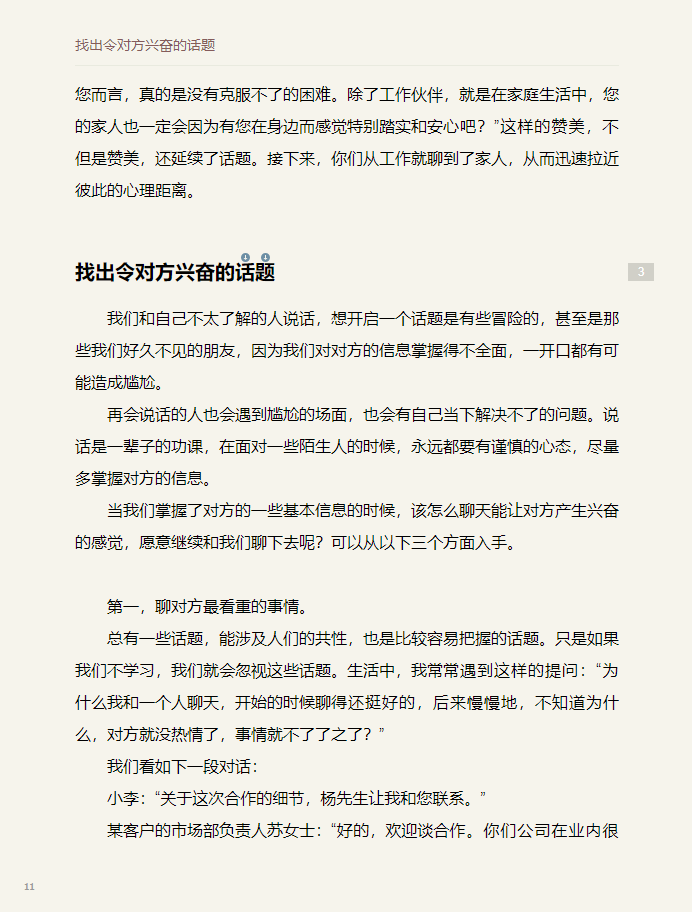 找出令对方兴奋的话题
您而言，真的是没有克服不了的困难。除了工作伙伴，就是在家庭生活中，您
的家人也一定会因为有您在身边而感觉特别踏实和安心吧？”这样的赞美，不
但是赞美，还延续了话题。接下来，你们从工作就聊到了家人，从而迅速拉近
彼此的心理距离。
找出令对方兴奋的话题
3
我们和自己不太了解的人说话，想开启一个话题是有些冒险的，甚至是那
些我们好久不见的朋友，因为我们对对方的信息掌握得不全面，一开口都有可
能造成尴尬。
再会说话的人也会遇到尴尬的场面，也会有自己当下解决不了的问题。说
话是一辈子的功课，在面对一些陌生人的时候，永远都要有谨慎的心态，尽量
多掌握对方的信息。
当我们掌握了对方的一些基本信息的时候，该怎么聊天能让对方产生兴奋
的感觉，愿意继续和我们聊下去呢？可以从以下三个方面入手。
第一，聊对方最看重的事情。
总有一些话题，能涉及人们的共性，也是比较容易把握的话题。只是如果
我们不学习，我们就会忽视这些话题。生活中，我常常遇到这样的提问：“为
什么我和一个人聊天，开始的时候聊得还挺好的，后来慢慢地，不知道为什
么，对方就没热情了，事情就不了了之了？”
我们看如下一段对话：
小李：“关于这次合作的细节，杨先生让我和您联系。”
某客户的市场部负责人苏女士：“好的，欢迎谈合作。你们公司在业内很
11